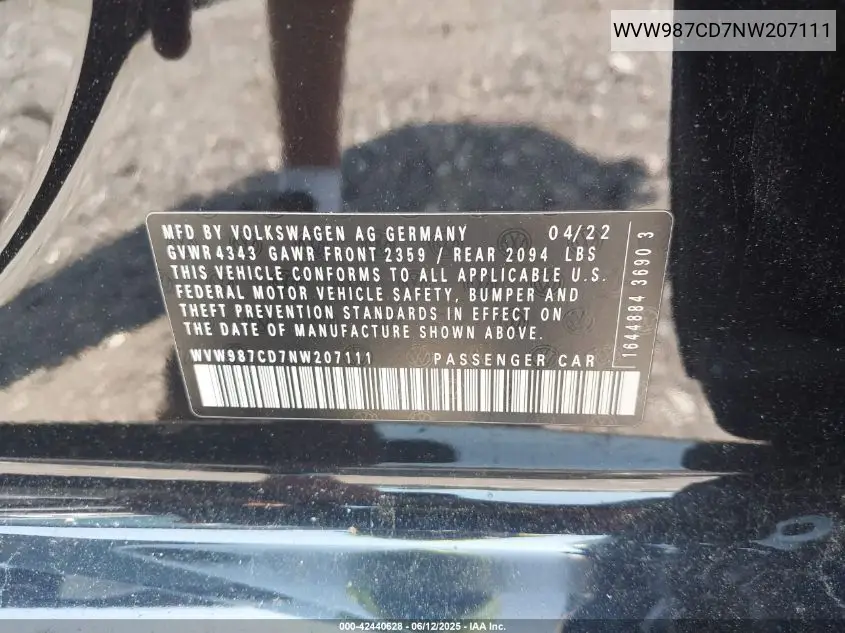 WVW987CD7NW207111
MFD BY VOLKSWAGEN AG GERMANY 04/22
GVWR 4343 GAWR FRONT 2359 / REAR 2094 LBS
THIS VEHICLE CONFORMS TO ALL APPLICABLE U.S.
FEDERAL MOTOR VEHICLE SAFETY, BUMPER AND
THEFT PREVENTION STANDARDS IN EFFECT ON
THE DATE OF MANUFACTURE SHOWN ABOVE.
WVW987CD7NW207111 PASSENGER CAR
1644884 36903
000-42440628 - 06/12/2025 - IAA Inc.